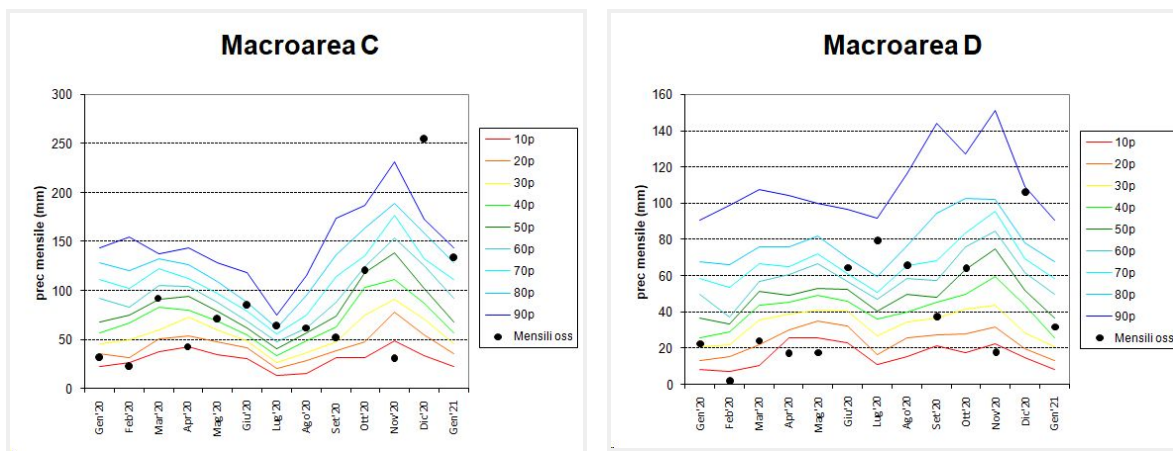 Macroarea C
prec mensile (mm)
300
250
200
150
100
50
0
Gen'20
Feb'20
Mar'20
Apr'20
Mag'20
Giu'20
Lug'20
Ago'20
Set'20
Ott'20
Nov'20
Dic'20
Gen'21
10p
20p
30p
40p
50p
60p
70p
80p
90p
Mensili oss
Macroarea D
prec mensile (mm)
160
140
120
100
80
60
40
20
0
Gen'20
Feb'20
Mar'20
Apr'20
Mag'20
Giu'20
Lug'20
Ago'20
Set'20
Ott'20
Nov'20
Dic'20
Gen'21
10p
20p
30p
40p
50p
60p
70p
80p
90p
Mensili oss